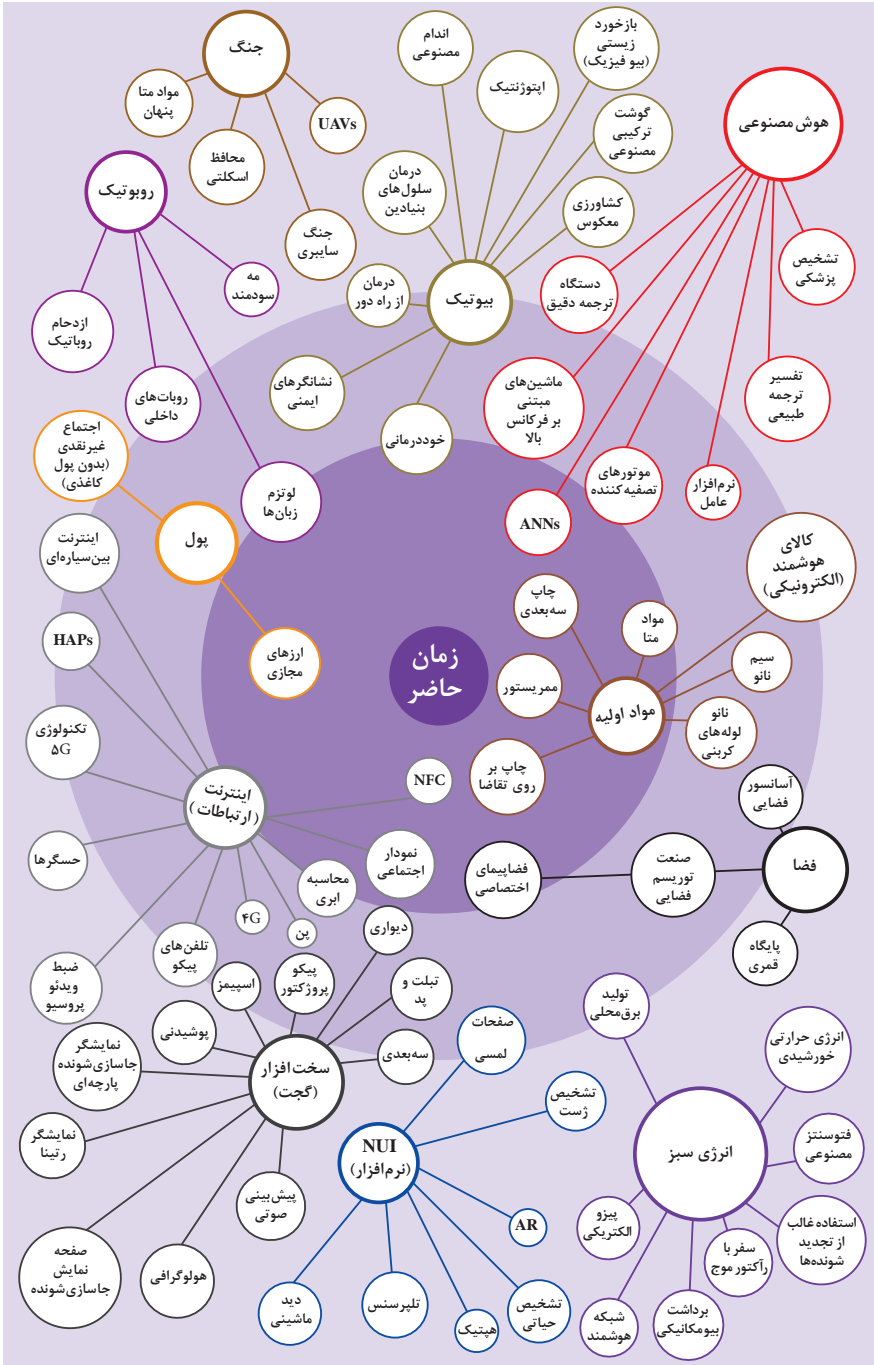 جنگ
مواد متا
پنهان
محافظ
اسکلتی
UAVs
جنگ
سایبری
روبوتیک
ازدحام
روباتیک
روبات‌های
داخلی
مه
سودمند
لوتزم
زبان‌ها
بیوتیک
اندام
مصنوعی
اپتوژنتیک
بازخورد
زیستی
(بیو فیزیک)
گوشت
ترکیبی
مصنوعی
کشاورزی
معکوس
درمان
سلول‌های
بنیادین
درمان
از راه دور
نشانگرهای
ایمنی
خوددرمانی
هوش مصنوعی
تشخیص
پزشکی
دستگاه
ترجمه دقیق
تفسیر
ترجمه
طبیعی
ماشین‌های
مبتنی
بر فرکانس
بالا
موتورهای
تصفیه کننده
نرم‌افزار
عامل
ANNs
پول
اجتماع
غیرنقدی
(بدون پول
کاغذی)
ارزهای
مجازی
زمان
حاضر
مواد اولیه
کالای
هوشمند
(الکترونیکی)
چاپ
سه‌بعدی
مواد
متا
سیم
نانو
ممریستور
نانو
لوله‌های
کربنی
چاپ بر
روی تقاضا
اینترنت
(ارتباطات)
اینترنت
بین‌سیاره‌ای
HAPs
تکنولوژی
۵G
حسگرها
ضبط
ویدئو
پروسیو
تلفن‌های
پیکو
۴G
پن
محاسبه
ابری
نمودار
اجتماعی
NFC
فضا
آسانسور
فضایی
صنعت
توریسم
فضایی
فضاپیمای
اختصاصی
پایگاه
قمری
سخت‌افزار
(گجت)
دیواری
پیکو
پروژکتور
اسپیمز
تبلت و
پد
پوشیدنی
سه‌بعدی
نمایشگر
جاسازی‌شونده
پارچه‌ای
نمایشگر
رتینا
پیش‌بینی
صوتی
صفحه
نمایش
جاسازی‌شونده
هولوگرافی
NUI
(نرم‌افزار)
صفحات
لمسی
تشخیص
ژست
AR
تشخیص
حیاتی
هپتیک
تلپرسنس
دید
ماشینی
انرژی سبز
تولید
برق‌محلی
انرژی حرارتی
خورشیدی
فتوسنتز
مصنوعی
استفاده غالب
از تجدید
شونده‌ها
سفر با
رآکتور موج
برداشت
بیومکانیکی
شبکه
هوشمند
پیزو
الکتریکی